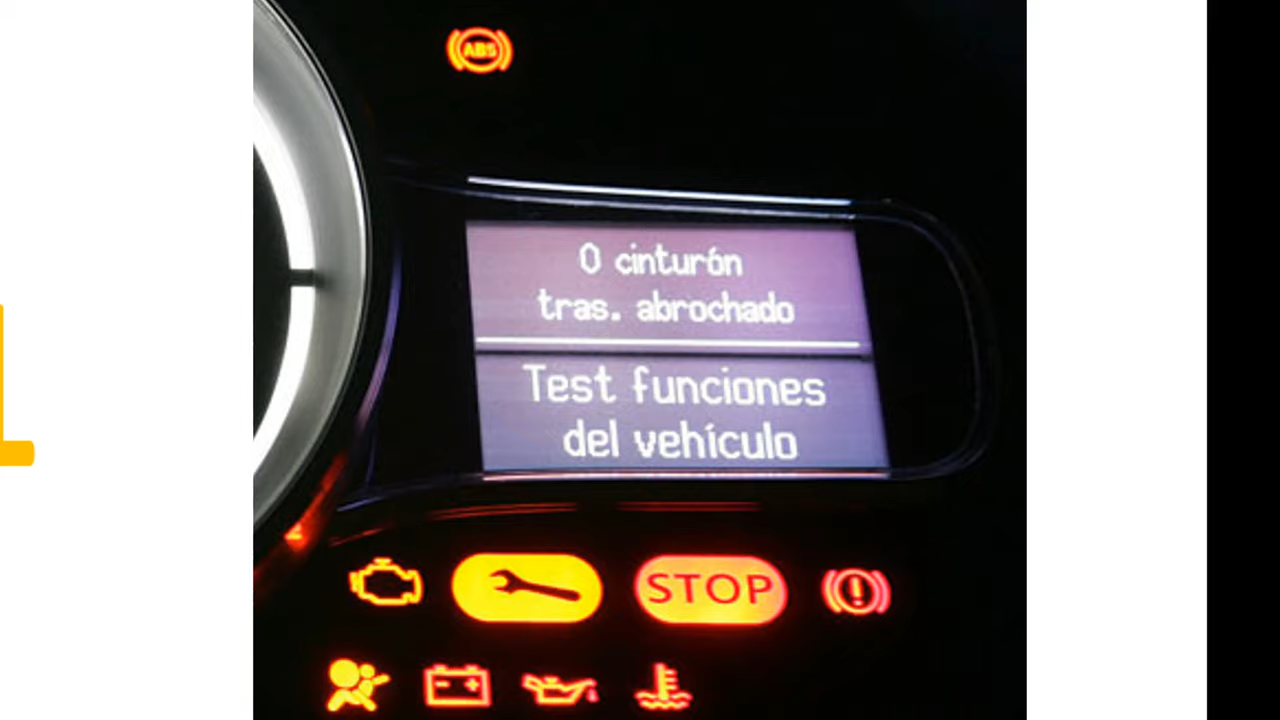 ABS
0 cinturón
tras. abrochado
Test funciones
del vehículo
STOP